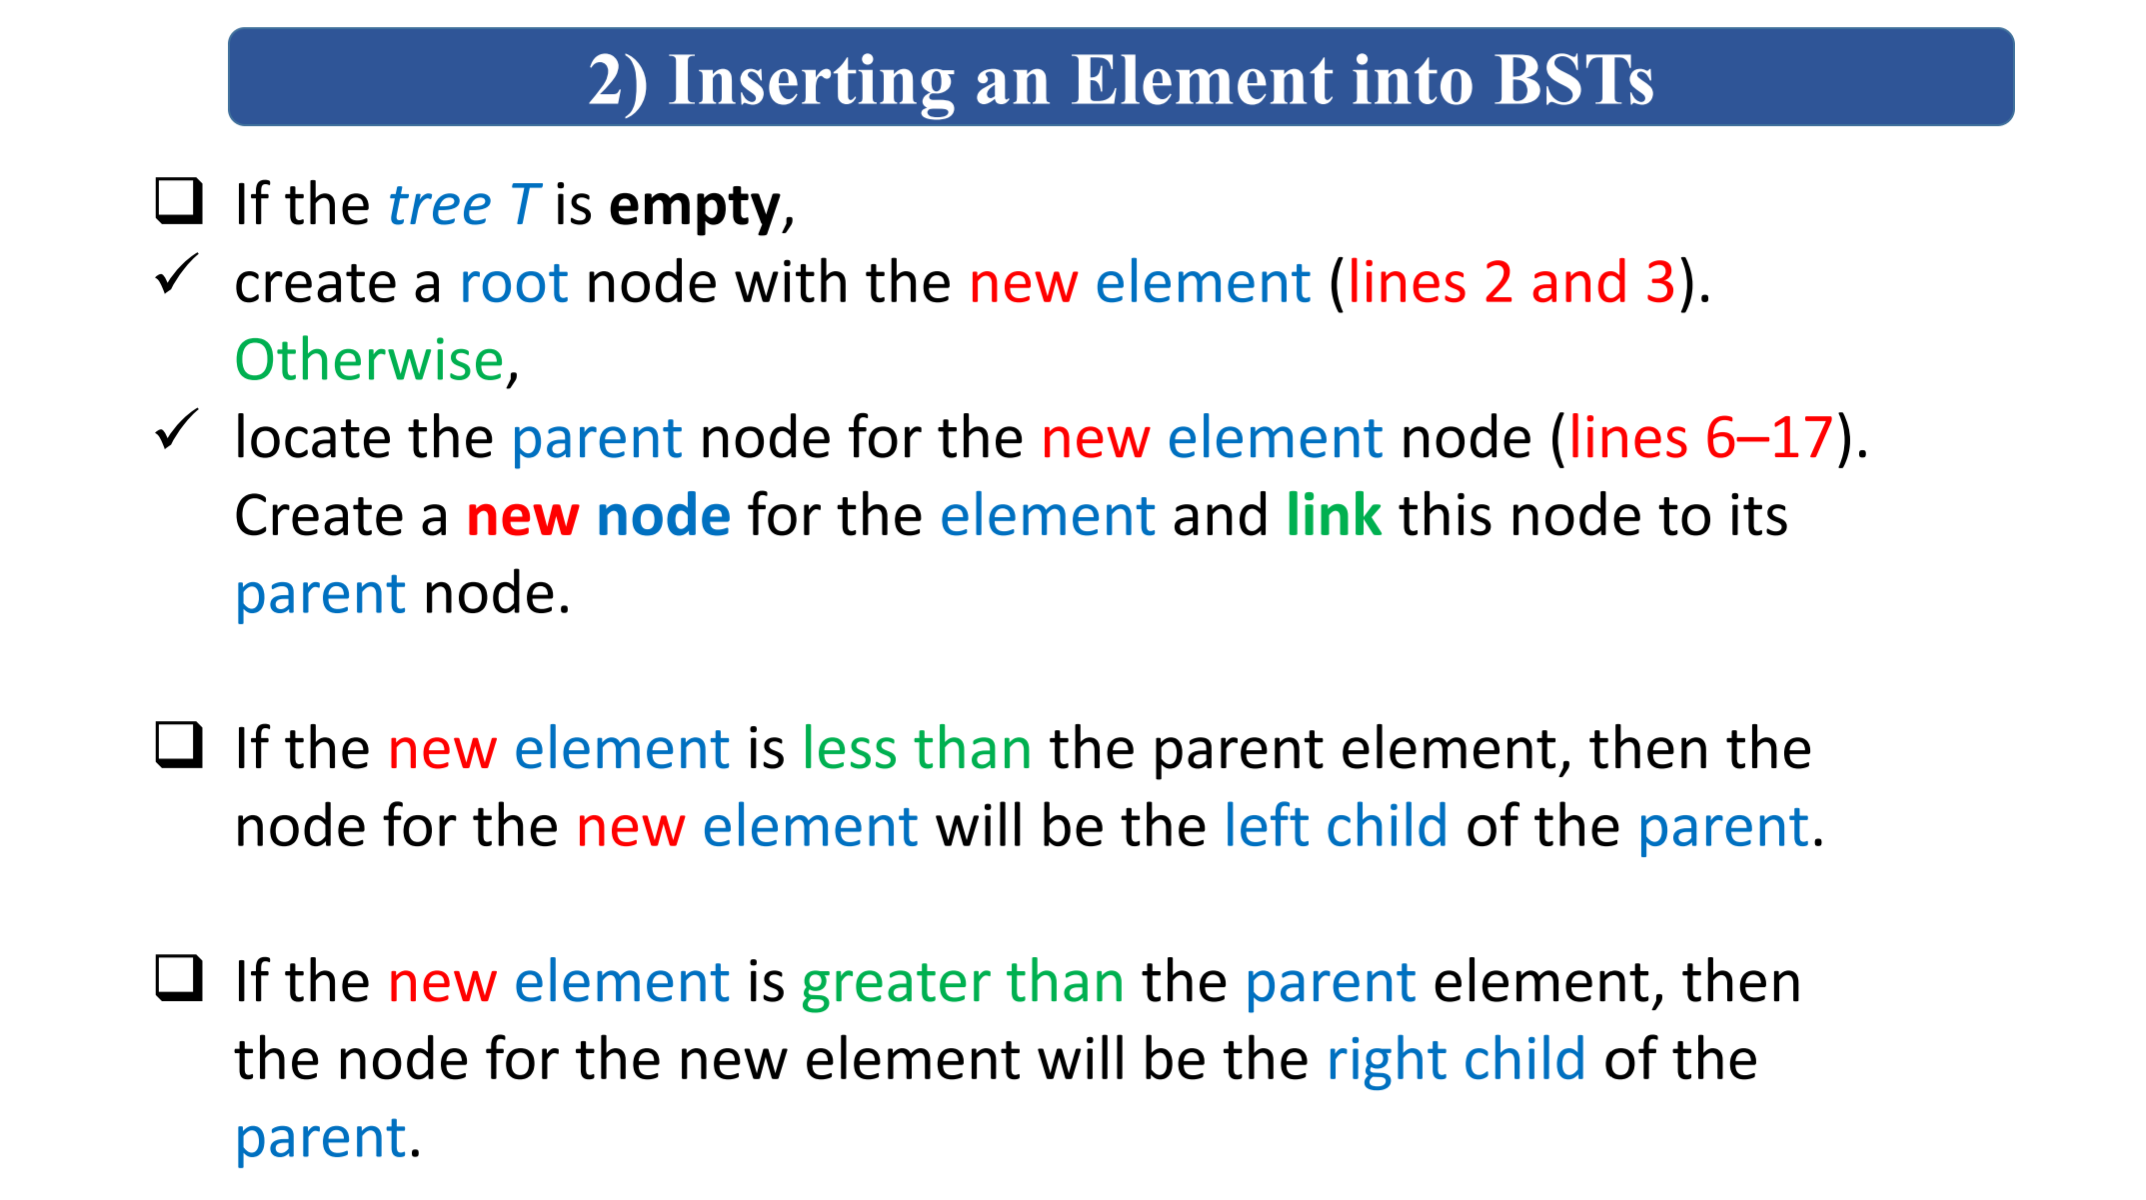 2) Inserting an Element into BSTs
If the tree T is empty,
create a root node with the new element (lines 2 and 3).
Otherwise,
locate the parent node for the new element node (lines 6–17).
Create a new node for the element and link this node to its
parent node.
If the new element is less than the parent element, then the
node for the new element will be the left child of the parent.
If the new element is greater than the parent element, then
the node for the new element will be the right child of the
parent.